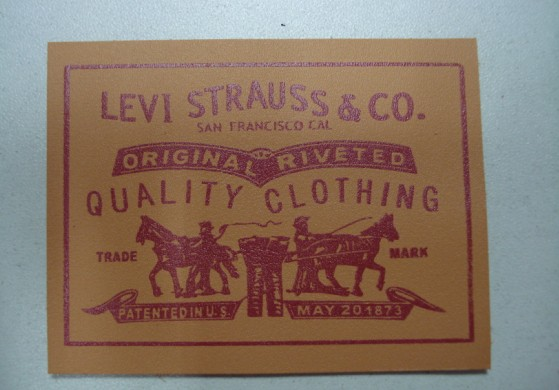 LEVI STRAUSS & CO.
SAN FRANCISCO CAL
ORIGINAL RIVETED
QUALITY CLOTHING
TRADE MARK
PATENTED IN U.S. MAY 20 1873